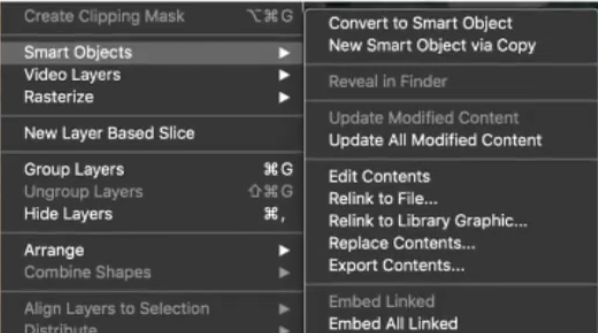 Create Clipping Mask ⌥⌘G
Smart Objects ▶
Video Layers ▶
Rasterize ▶
New Layer Based Slice
Group Layers ⌘G
Ungroup Layers ⇧⌘G
Hide Layers ⌘,
Arrange ▶
Combine Shapes ▶
Align Layers to Selection ▶
Distribute ▶
Convert to Smart Object
New Smart Object via Copy
Reveal in Finder
Update Modified Content
Update All Modified Content
Edit Contents
Relink to File...
Relink to Library Graphic...
Replace Contents...
Export Contents...
Embed Linked
Embed All Linked